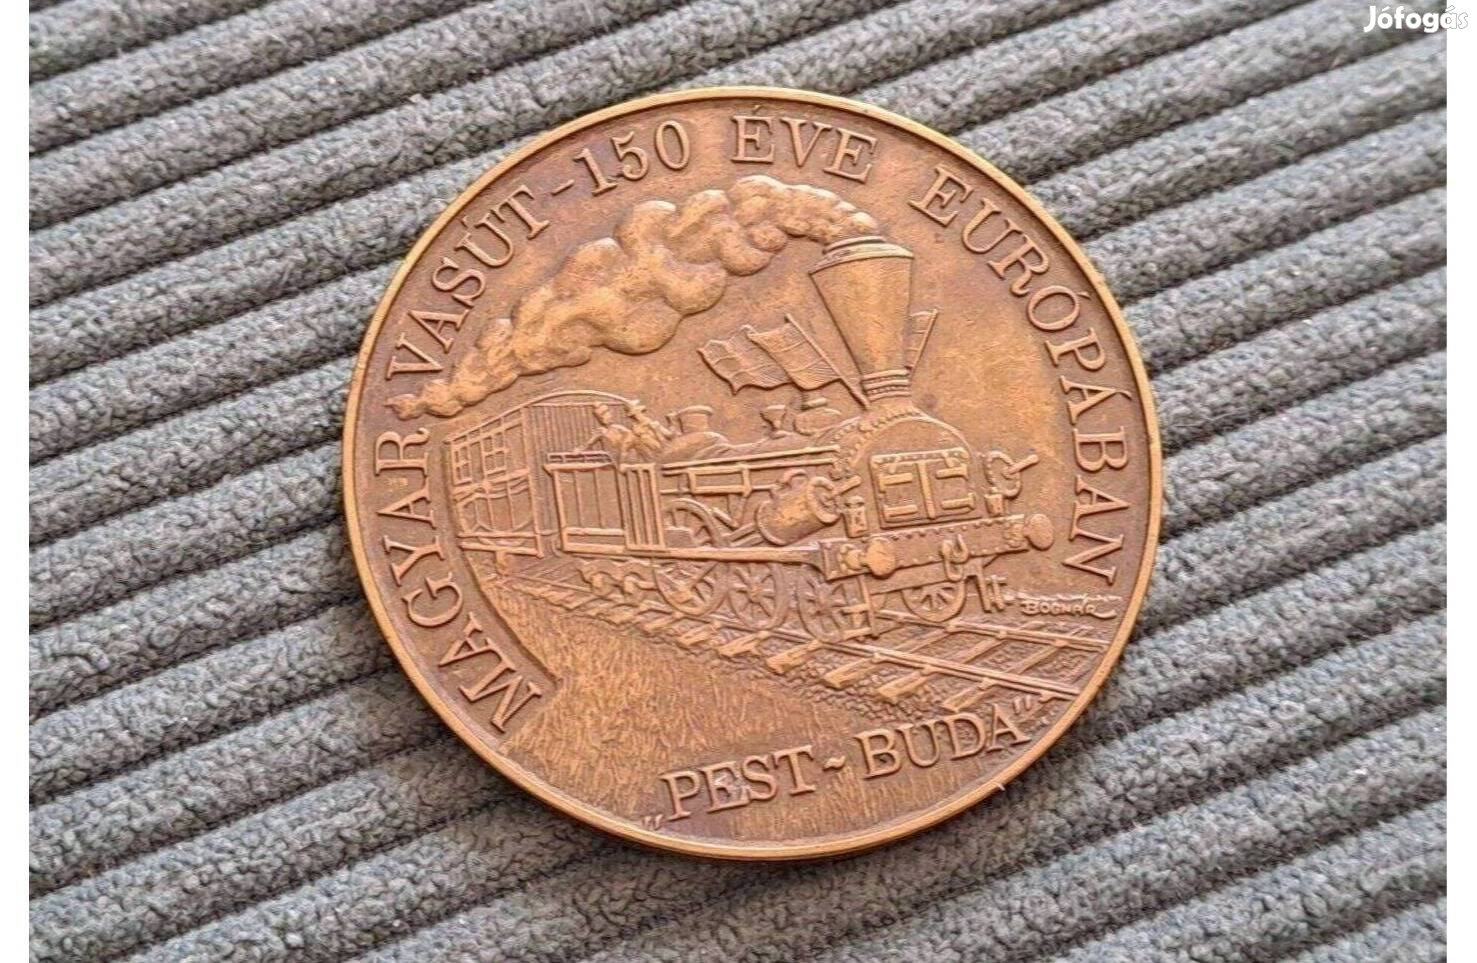 Jófogás
MAGYAR VASÚT-150 ÉVE EURÓPÁBAN
BOGNÁR
„PEST-BUDA"